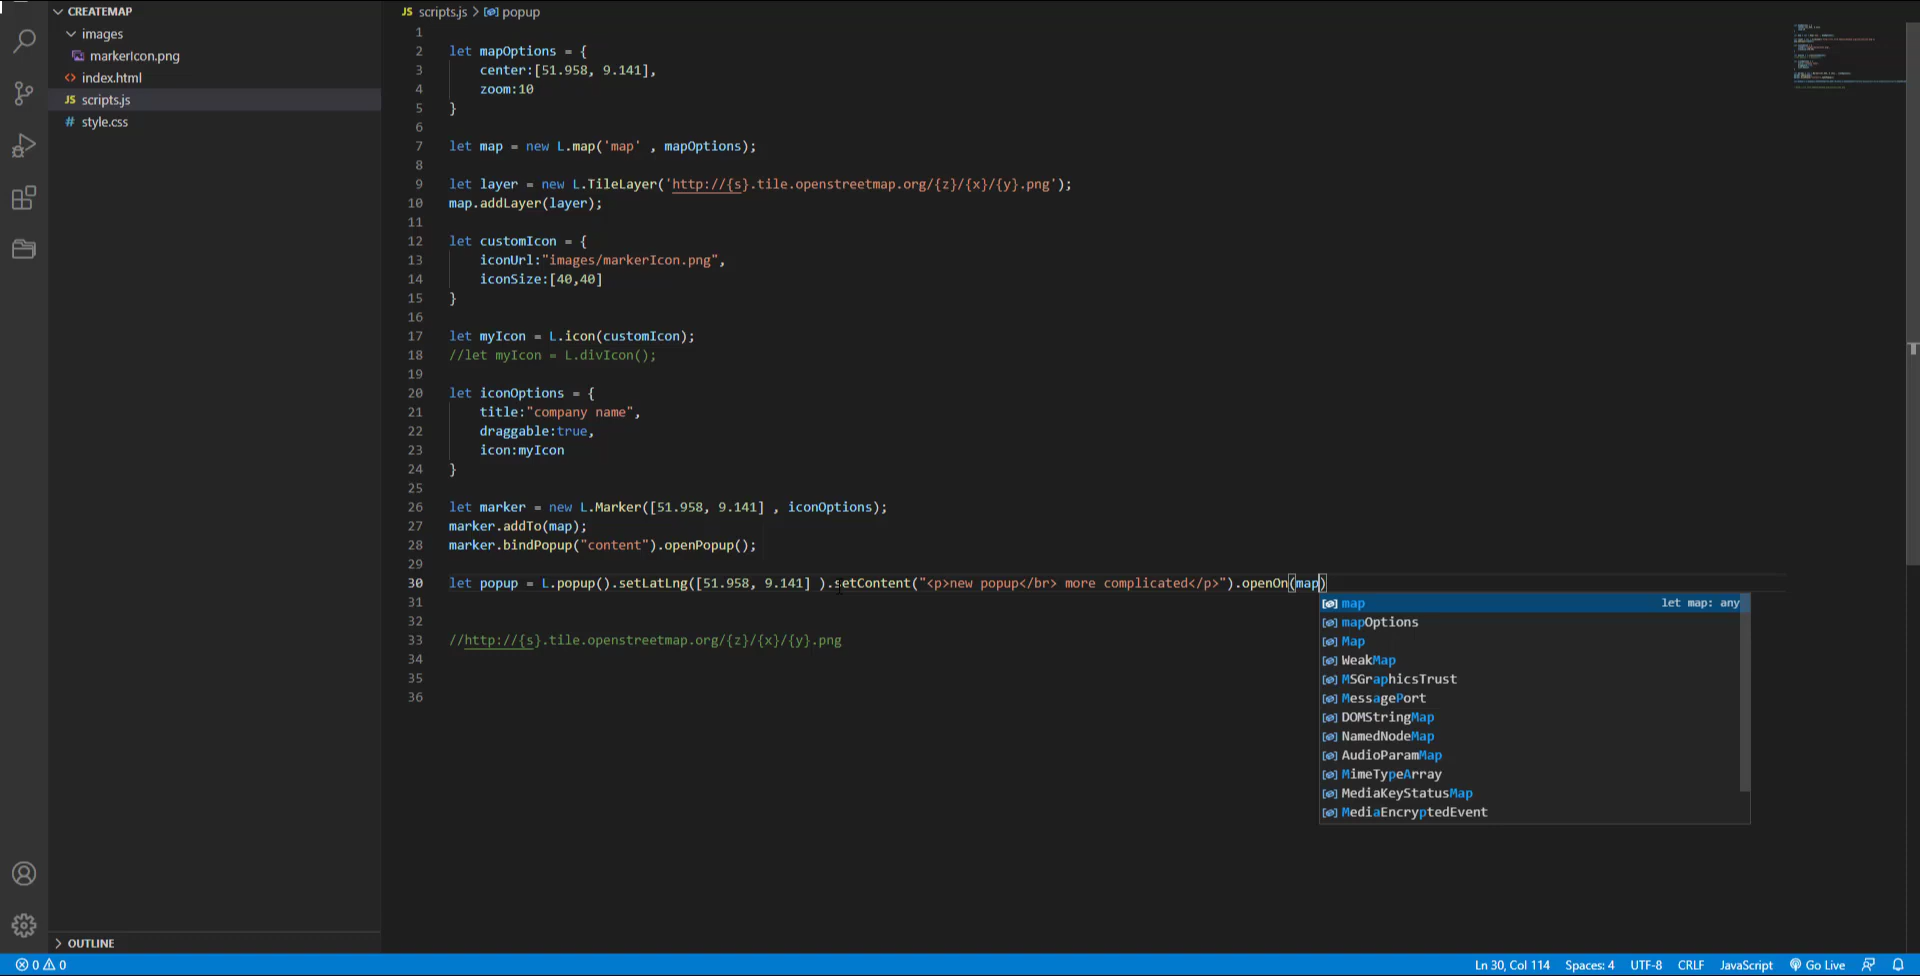 CREATEMAP
images
markerIcon.png
<> index.html
JS scripts.js
# style.css
OUTLINE
JS scripts.js > popup
1
2 let mapOptions = {
3 center:[51.958, 9.141],
4 zoom:10
5 }
6
7 let map = new L.map('map' , mapOptions);
8
9 let layer = new L.TileLayer('http://{s}.tile.openstreetmap.org/{z}/{x}/{y}.png');
10 map.addLayer(layer);
11
12 let customIcon = {
13 iconUrl:"images/markerIcon.png",
14 iconSize:[40,40]
15 }
16
17 let myIcon = L.icon(customIcon);
18 //let myIcon = L.divIcon();
19
20 let iconOptions = {
21 title:"company name",
22 draggable:true,
23 icon:myIcon
24 }
25
26 let marker = new L.Marker([51.958, 9.141] , iconOptions);
27 marker.addTo(map);
28 marker.bindPopup("content").openPopup();
29
30 let popup = L.popup().setLatLng([51.958, 9.141] ).setContent("<p>new popup</br> more complicated</p>").openOn(map)
31
32
33 //http://{s}.tile.openstreetmap.org/{z}/{x}/{y}.png
34
35
36
map let map: any
mapOptions
Map
WeakMap
MSGraphicsTrust
MessagePort
DOMStringMap
NamedNodeMap
AudioParamMap
MimeTypeArray
MediaKeyStatusMap
MediaEncryptedEvent
0 0 Ln 30, Col 114 Spaces: 4 UTF-8 CRLF JavaScript Go Live